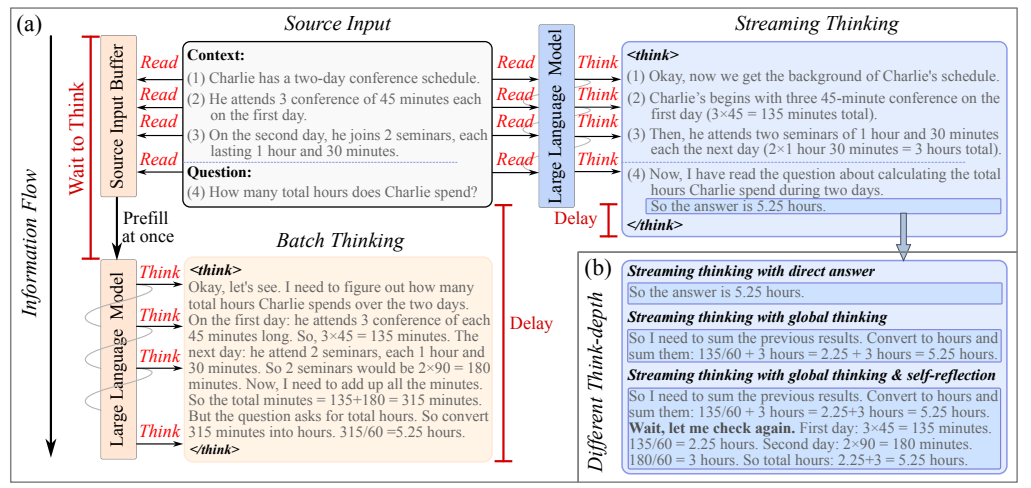 (a)
Source Input
Streaming Thinking
Information Flow
Wait to Think
Source Input Buffer
Read
Read
Read
Read
Context:
(1) Charlie has a two-day conference schedule.
(2) He attends 3 conference of 45 minutes each
on the first day.
(3) On the second day, he joins 2 seminars, each
lasting 1 hour and 30 minutes.
Question:
(4) How many total hours does Charlie spend?
Read
Read
Read
Read
Large Language Model
Think
Think
Think
Think
<think>
(1) Okay, now we get the background of Charlie's schedule.
(2) Charlie's begins with three 45-minute conference on the
first day (3×45 = 135 minutes total).
(3) Then, he attends two seminars of 1 hour and 30 minutes
each the next day (2×1 hour 30 minutes = 3 hours total).
(4) Now, I have read the question about calculating the total
hours Charlie spend during two days.
So the answer is 5.25 hours.
</think>
Delay
Prefill
at once
Batch Thinking
Large Language Model
Think
Think
Think
Think
<think>
Okay, let's see. I need to figure out how many
total hours Charlie spends over the two days.
On the first day: he attends 3 conference of each
45 minutes long. So, 3×45 = 135 minutes. The
next day: he attend 2 seminars, each 1 hour and
30 minutes. So 2 seminars would be 2×90 = 180
minutes. Now, I need to add up all the minutes.
So the total minutes = 135+180 = 315 minutes.
But the question asks for total hours. So convert
315 minutes into hours. 315/60 =5.25 hours.
</think>
Delay
(b)
Different Think-depth
Streaming thinking with direct answer
So the answer is 5.25 hours.
Streaming thinking with global thinking
So I need to sum the previous results. Convert to hours and
sum them: 135/60 + 3 hours = 2.25 + 3 hours = 5.25 hours.
Streaming thinking with global thinking & self-reflection
So I need to sum the previous results. Convert to hours and
sum them: 135/60 + 3 hours = 2.25+3 hours = 5.25 hours.
Wait, let me check again. First day: 3×45 = 135 minutes.
135/60 = 2.25 hours. Second day: 2×90 = 180 minutes.
180/60 = 3 hours. So total hours: 2.25+3 = 5.25 hours.